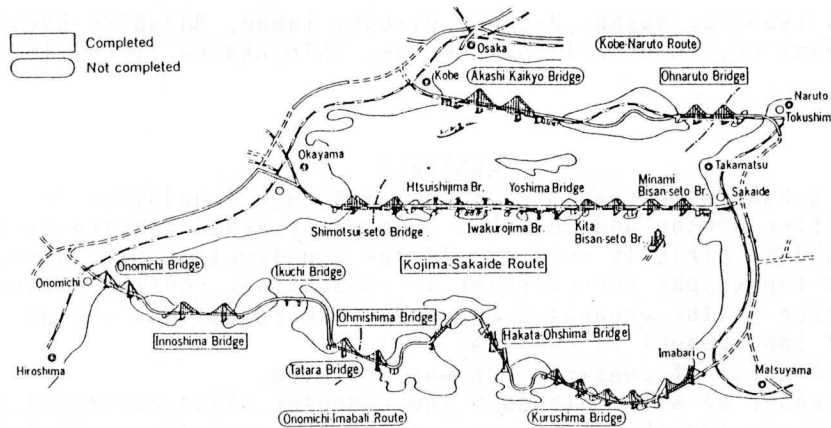 Completed
Not completed
Osaka
Kobe-Naruto Route
Kobe
Akashi Kaikyo Bridge
Ohnaruto Bridge
Naruto
Tokushim
Okayama
Takamatsu
Htsuishijima Br.
Yoshima Bridge
Minami
Bisan-seto Br.
Sakaide
Shimotsui-seto Bridge
Iwakurojima Br.
Kita
Bisan-seto Br.
Onomichi Bridge
Kojima-Sakaide Route
Onomichi
Ikuchi Bridge
Ohmishima Bridge
Innoshima Bridge
Hakata-Ohshima Bridge
Imabari
Hiroshima
Tatara Bridge
Matsuyama
Onomichi-Imabali Route
Kurushima Bridge